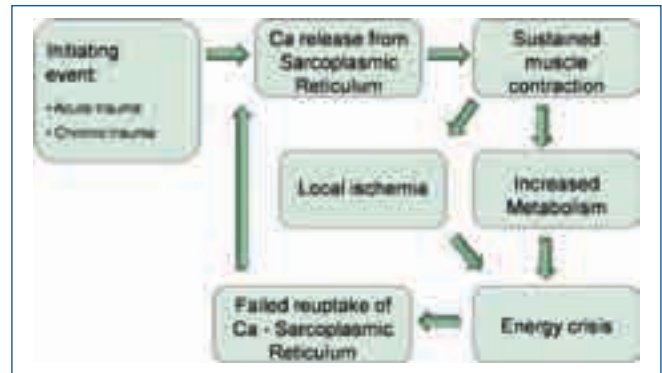 Initiating
event:
• Acute trauma
• Chronic trauma
Ca release from
Sarcoplasmic
Reticulum
Sustained
muscle
contraction
Local ischemia
Increased
Metabolism
Failed reuptake of
Ca - Sarcoplasmic
Reticulum
Energy crisis